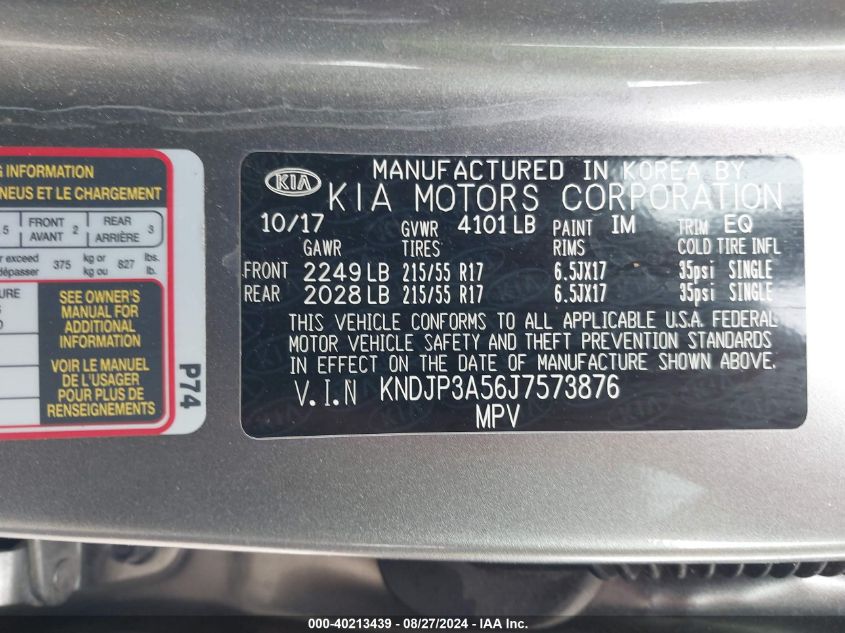 G INFORMATION
NEUS ET LE CHARGEMENT
5 FRONT AVANT 2 REAR ARRIÈRE 3
er exceed
dépasser 375 kg or kg ou 827 lbs. lb.
URE
SEE OWNER'S
MANUAL FOR
ADDITIONAL
INFORMATION
VOIR LE MANUEL
DE L'USAGER
POUR PLUS DE
RENSEIGNEMENTS
P74
KIA
MANUFACTURED IN KOREA BY
KIA MOTORS CORPORATION
10/17 GVWR 4101 LB PAINT IM TRIM EQ
GAWR TIRES RIMS COLD TIRE INFL
FRONT 2249 LB 215/55 R17 6.5JX17 35psi SINGLE
REAR 2028 LB 215/55 R17 6.5JX17 35psi SINGLE
THIS VEHICLE CONFORMS TO ALL APPLICABLE U.S.A. FEDERAL
MOTOR VEHICLE SAFETY AND THEFT PREVENTION STANDARDS
IN EFFECT ON THE DATE OF MANUFACTURE SHOWN ABOVE.
V.I.N KNDJP3A56J7573876
MPV
000-40213439 - 08/27/2024 - IAA Inc.